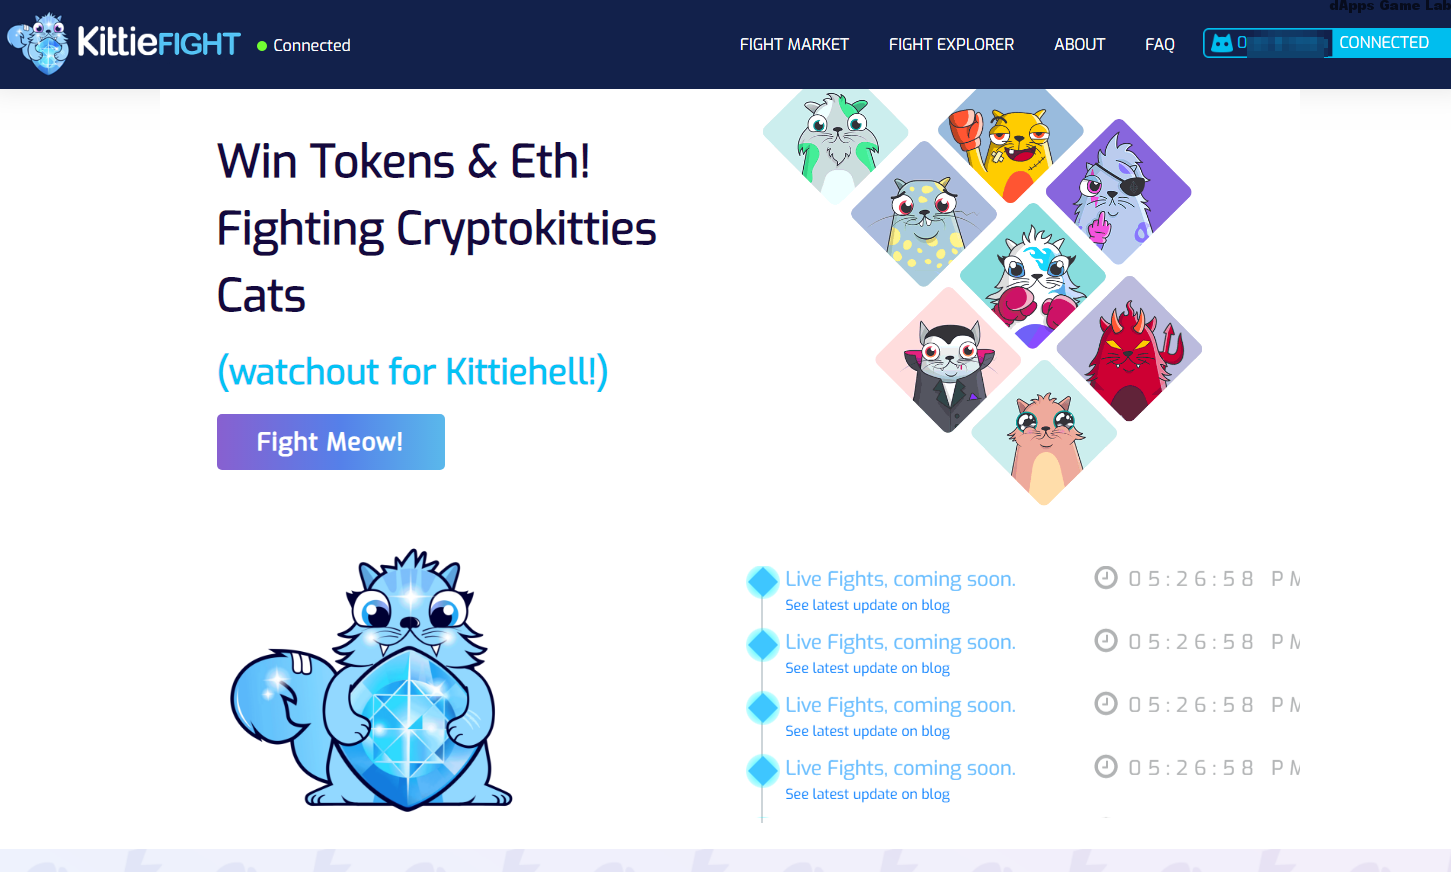 dApps Game Lab
KittieFIGHT
Connected
FIGHT MARKET
FIGHT EXPLORER
ABOUT
FAQ
0
CONNECTED
Win Tokens & Eth!
Fighting Cryptokitties
Cats
(watchout for Kittiehell!)
Fight Meow!
Live Fights, coming soon.
05:26:58 PM
See latest update on blog
Live Fights, coming soon.
05:26:58 PM
See latest update on blog
Live Fights, coming soon.
05:26:58 PM
See latest update on blog
Live Fights, coming soon.
05:26:58 PM
See latest update on blog